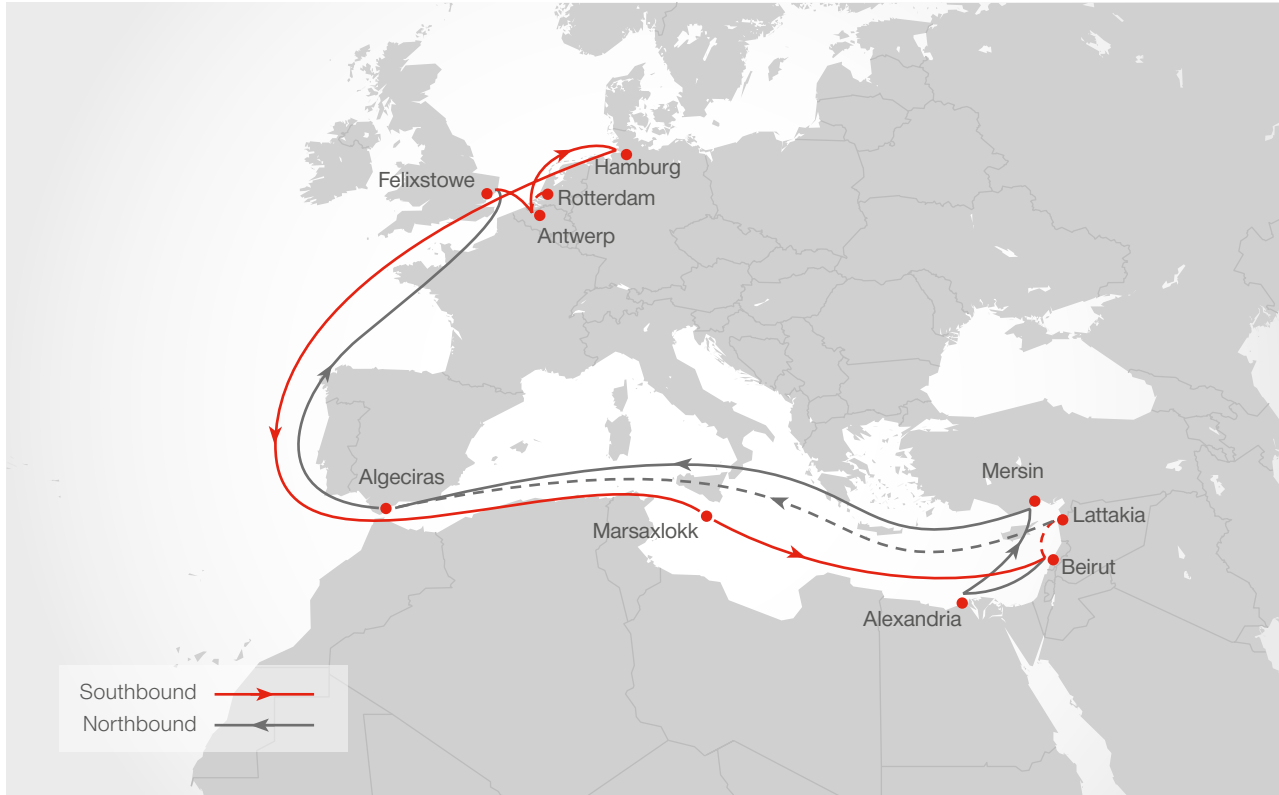 Hamburg
Felixstowe
Rotterdam
Antwerp
Algeciras
Mersin
Marsaxlokk
Lattakia
Beirut
Alexandria
Southbound
Northbound